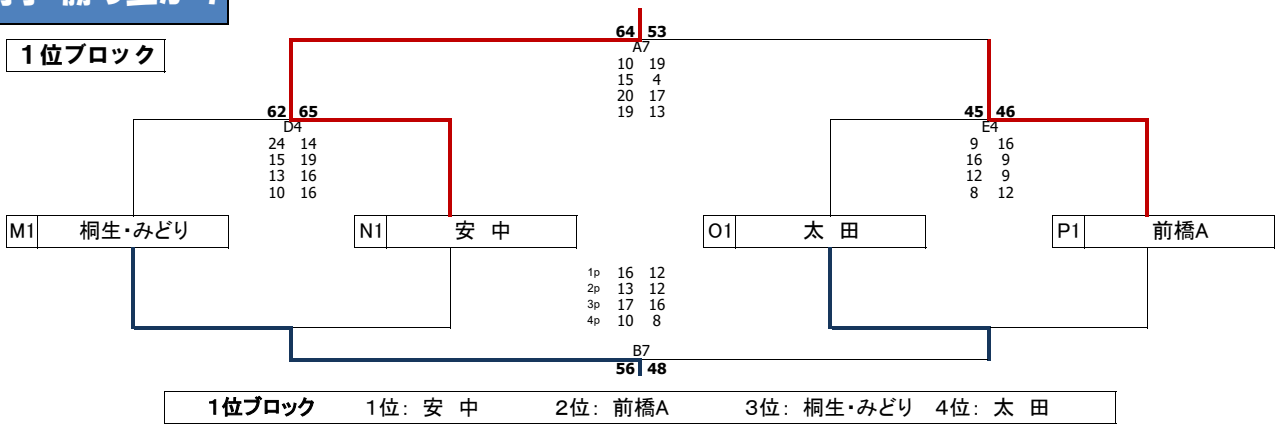 1位ブロック
64 53
A7
10 19
15 4
20 17
19 13
62 65
D4
24 14
15 19
13 16
10 16
45 46
E4
9 16
16 9
12 9
8 12
M1 桐生・みどり
N1 安 中
O1 太 田
P1 前橋A
1p 16 12
2p 13 12
3p 17 16
4p 10 8
B7
56 48
1位ブロック 1位: 安 中 2位: 前橋A 3位: 桐生・みどり 4位: 太 田